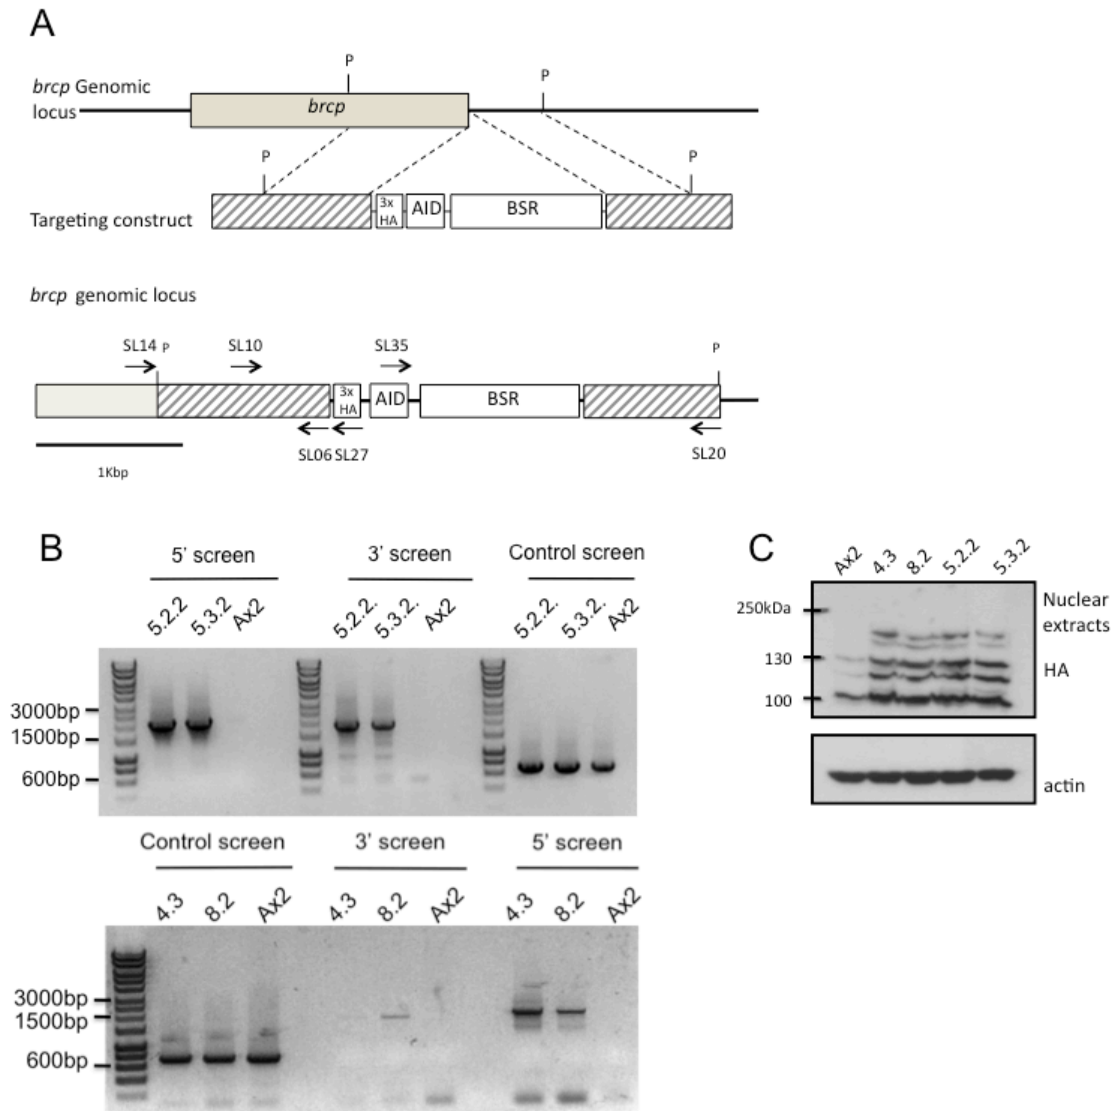 A
P
brcp Genomic
locus
brcp
P
P
P
Targeting construct
3x
HA
AID
BSR
brcp genomic locus
SL14 P
SL10
SL35
P
3x
HA
AID
BSR
SL06 SL27
SL20
1Kbp
B
5' screen
3' screen
Control screen
5.2.2
5.3.2
Ax2
5.2.2.
5.3.2.
Ax2
5.2.2.
5.3.2.
Ax2
3000bp
1500bp
600bp
Control screen
3' screen
5' screen
4.3
8.2
Ax2
4.3
8.2
Ax2
4.3
8.2
Ax2
3000bp
1500bp
600bp
C
Ax2
4.3
8.2
5.2.2
5.3.2
250kDa
130
100
Nuclear
extracts
HA
actin